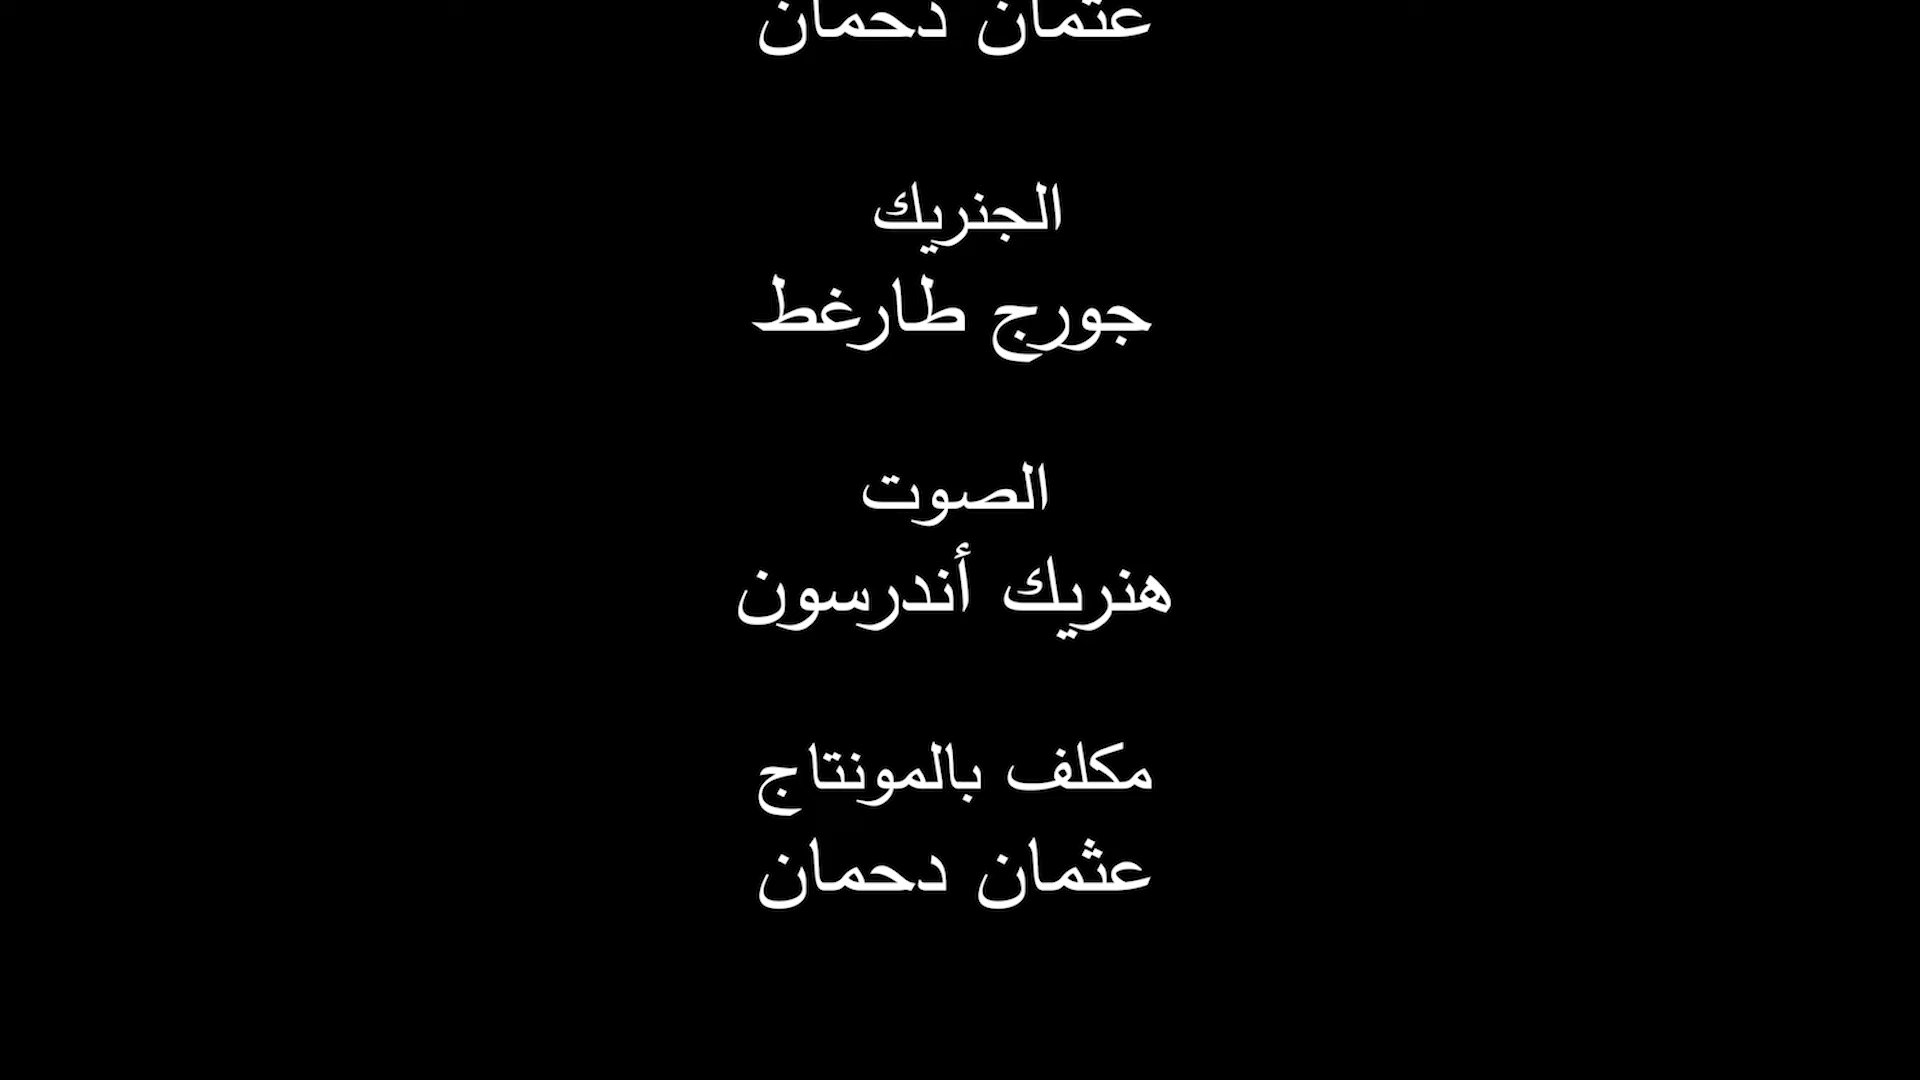 عثمان دحمان
الجنريك
جورج طارغط
الصوت
هنريك أندرسون
مكلف بالمونتاج
عثمان دحمان